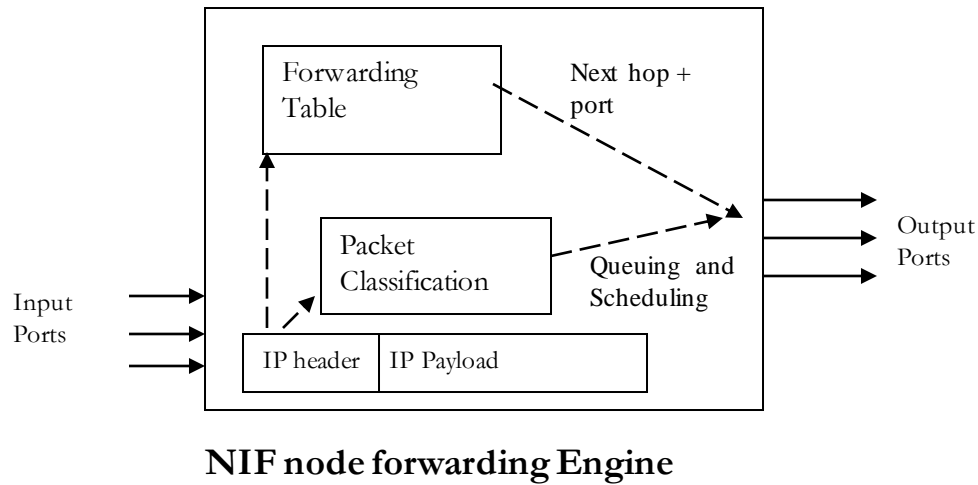 Forwarding
Table
Next hop +
port
Packet
Classification
Queuing and
Scheduling
Output
Ports
Input
Ports
IP header
IP Payload
NIF node forwarding Engine